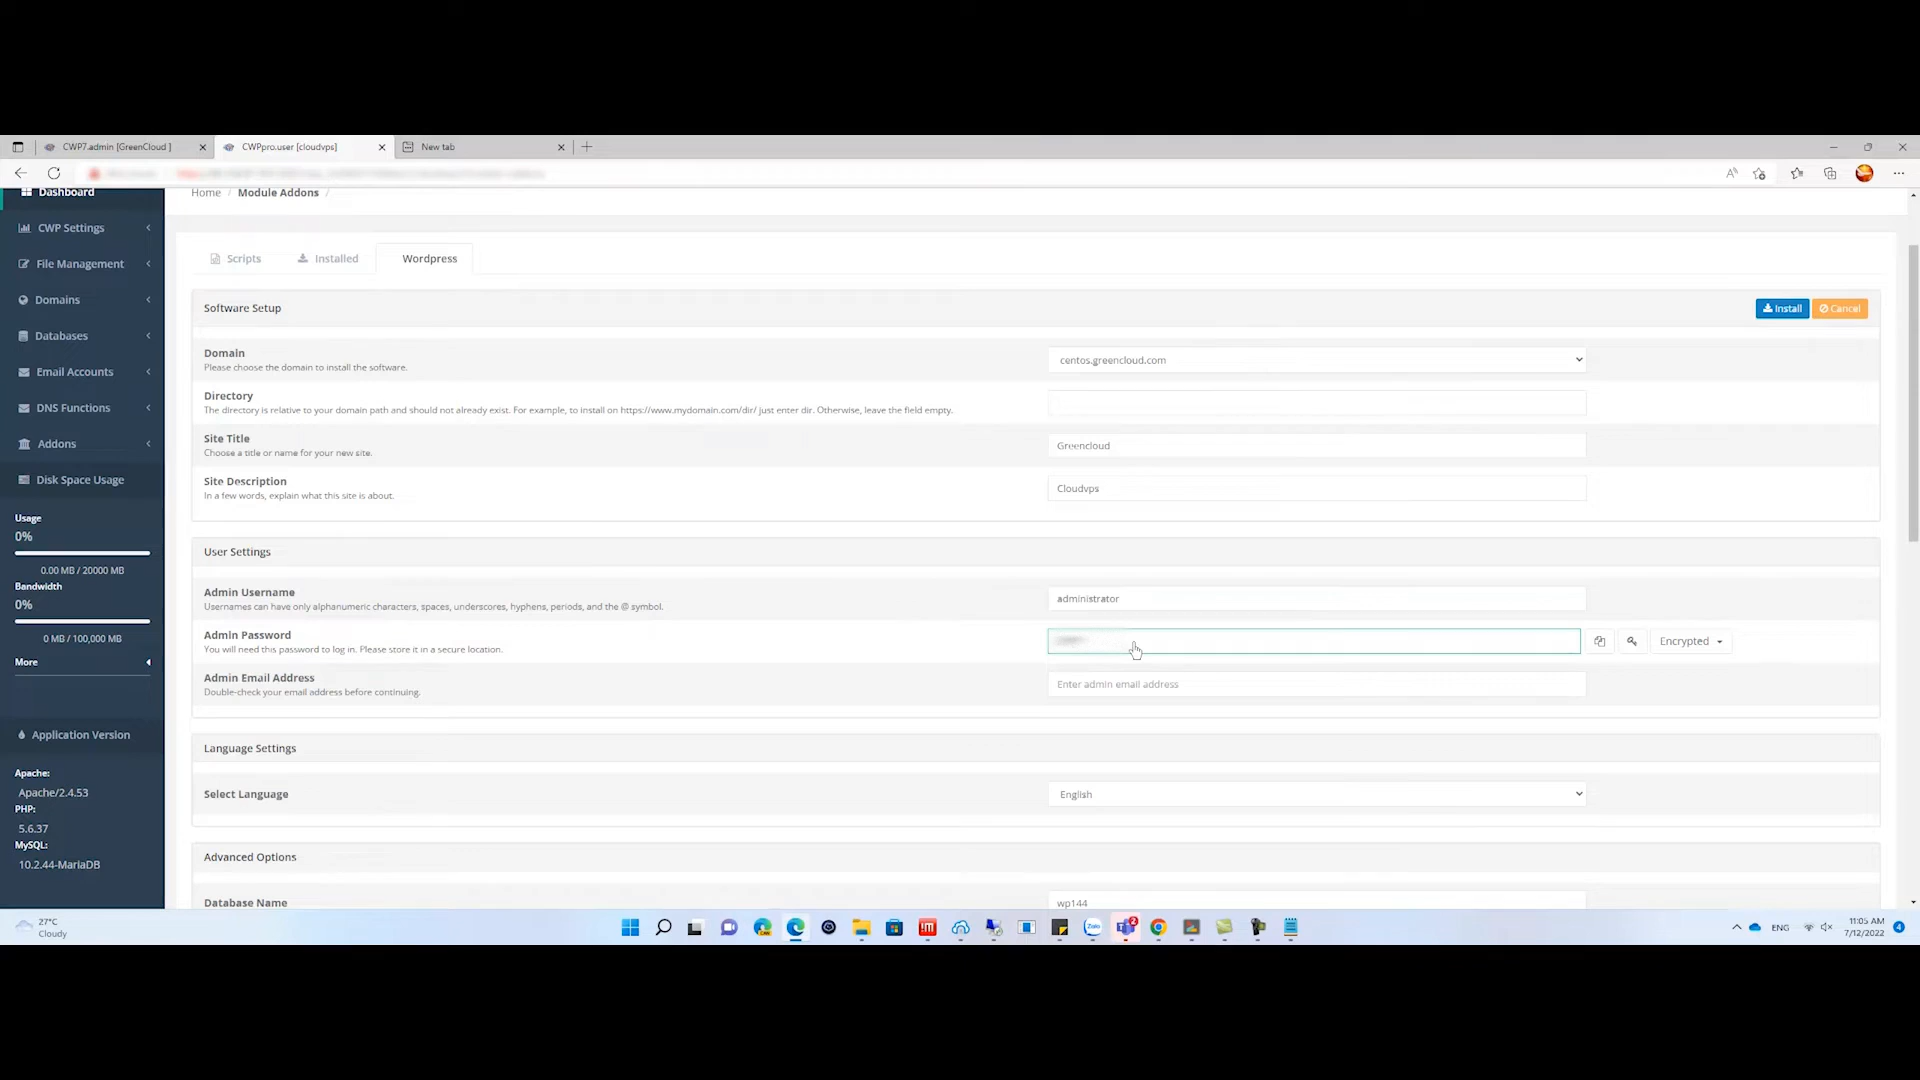 CWP7.admin [GreenCloud ]
CWPpro.user [cloudvps]
New tab
Dashboard
Home / Module Addons /
CWP Settings
File Management
Domains
Databases
Email Accounts
DNS Functions
Addons
Disk Space Usage
Usage
0%
0.00 MB / 20000 MB
Bandwidth
0%
0 MB / 100,000 MB
More
Application Version
Apache:
Apache/2.4.53
PHP:
5.6.37
MySQL:
10.2.44-MariaDB
Scripts
Installed
Wordpress
Software Setup
Install
Cancel
Domain
Please choose the domain to install the software.
centos.greencloud.com
Directory
The directory is relative to your domain path and should not already exist. For example, to install on https://www.mydomain.com/dir/ just enter dir. Otherwise, leave the field empty.
Site Title
Choose a title or name for your new site.
Greencloud
Site Description
In a few words, explain what this site is about.
Cloudvps
User Settings
Admin Username
Usernames can have only alphanumeric characters, spaces, underscores, hyphens, periods, and the @ symbol.
administrator
Admin Password
You will need this password to log in. Please store it in a secure location.
Encrypted
Admin Email Address
Double-check your email address before continuing.
Enter admin email address
Language Settings
Select Language
English
Advanced Options
Database Name
wp144
27°C
Cloudy
Zalo
2
ENG
11:05 AM
7/12/2022
4